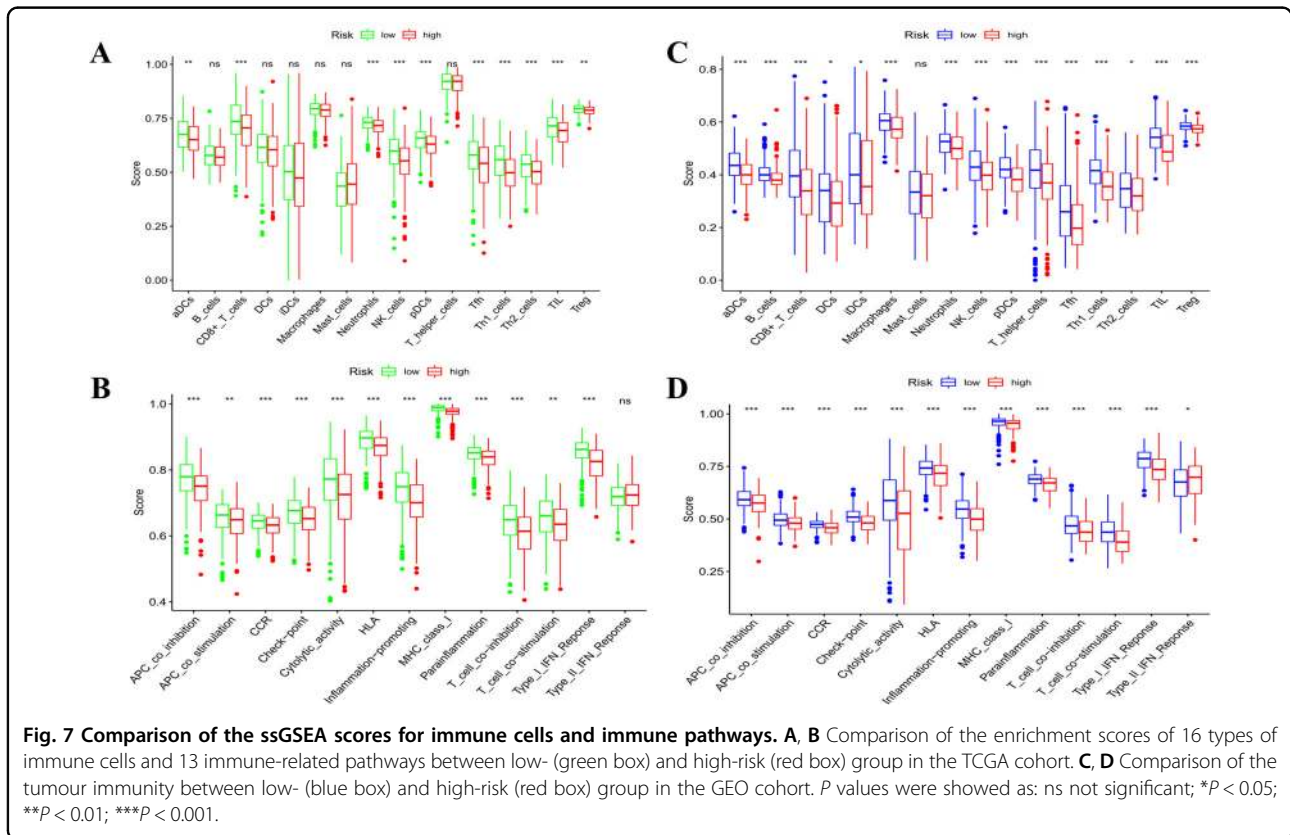 A
Risk low high
** ns *** ns ns ns ns *** *** *** ns *** *** *** *** **
1.00
0.75
0.50
0.25
0.00
Score
aDCs
B_cells
CD8+_T_cells
DCs
iDCs
Macrophages
Mast_cells
Neutrophils
NK_cells
pDCs
T_helper_cells
Tfh
Th1_cells
Th2_cells
TIL
Treg
C
Risk low high
*** *** *** * * *** ns *** *** *** *** *** *** * *** ***
0.8
0.6
0.4
0.2
0.0
Score
aDCs
B_cells
CD8+_T_cells
DCs
iDCs
Macrophages
Mast_cells
Neutrophils
NK_cells
pDCs
T_helper_cells
Tfh
Th1_cells
Th2_cells
TIL
Treg
B
Risk low high
*** ** *** *** *** *** *** *** *** *** ** *** ns
1.0
0.8
0.6
0.4
Score
APC_co_inhibition
APC_co_stimulation
CCR
Check-point
Cytolytic_activity
HLA
Inflammation-promoting
MHC_class_I
Parainflammation
T_cell_co-inhibition
T_cell_co-stimulation
Type_I_IFN_Reponse
Type_II_IFN_Reponse
D
Risk low high
*** *** *** *** *** *** *** *** *** *** *** *** *
1.00
0.75
0.50
0.25
Score
APC_co_inhibition
APC_co_stimulation
CCR
Check-point
Cytolytic_activity
HLA
Inflammation-promoting
MHC_class_I
Parainflammation
T_cell_co-inhibition
T_cell_co-stimulation
Type_I_IFN_Reponse
Type_II_IFN_Reponse
Fig. 7 Comparison of the ssGSEA scores for immune cells and immune pathways. A, B Comparison of the enrichment scores of 16 types of
immune cells and 13 immune-related pathways between low- (green box) and high-risk (red box) group in the TCGA cohort. C, D Comparison of the
tumour immunity between low- (blue box) and high-risk (red box) group in the GEO cohort. P values were showed as: ns not significant; *P < 0.05;
**P < 0.01; ***P < 0.001.